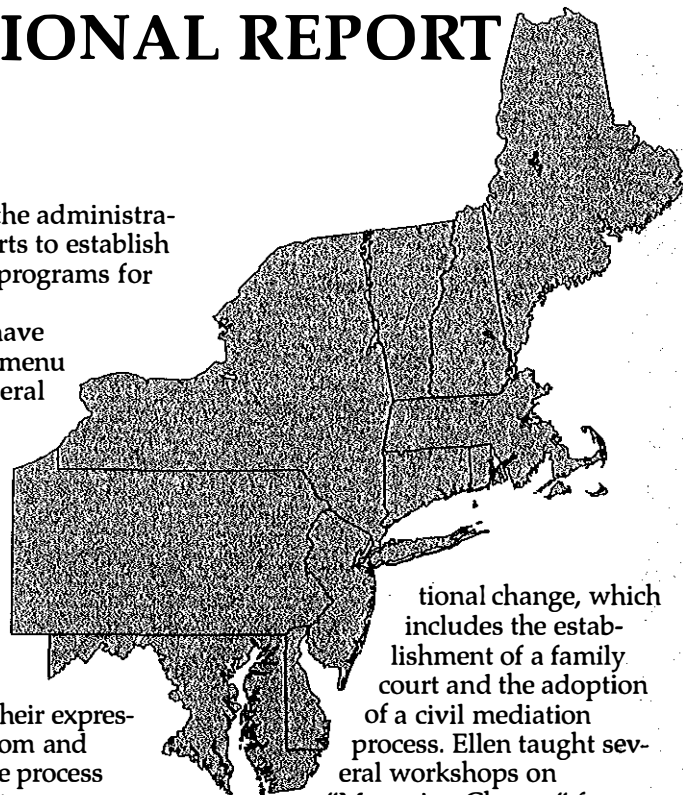 IONAL REPORT
the administra-
rts to establish
programs for
have
menu
eral
heir expres-
om and
e process
tional change, which
includes the estab-
lishment of a family
court and the adoption
of a civil mediation
process. Ellen taught sev-
eral workshops on